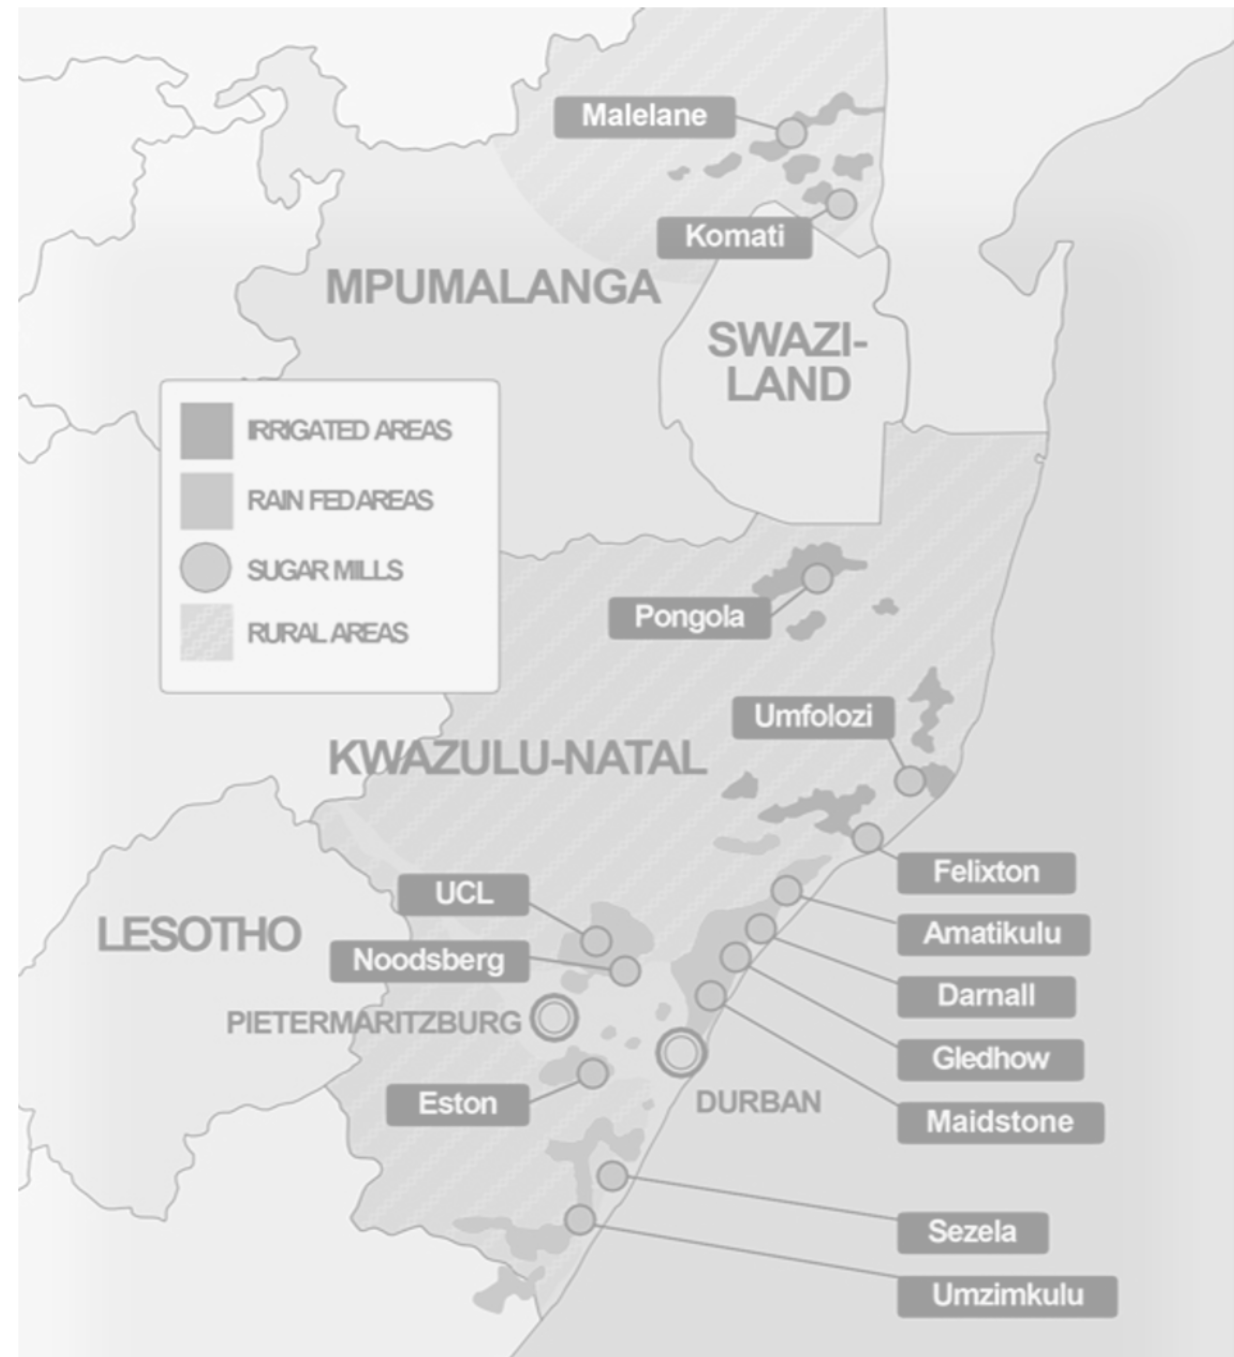 Malelane
Komati
MPUMALANGA
SWAZI-
LAND
IRRIGATED AREAS
RAIN FED AREAS
SUGAR MILLS
RURAL AREAS
Pongola
Umfolozi
KWAZULU-NATAL
Felixton
UCL
Amatikulu
LESOTHO
Noodsberg
Darnall
PIETERMARITZBURG
Gledhow
Eston
DURBAN
Maidstone
Sezela
Umzimkulu